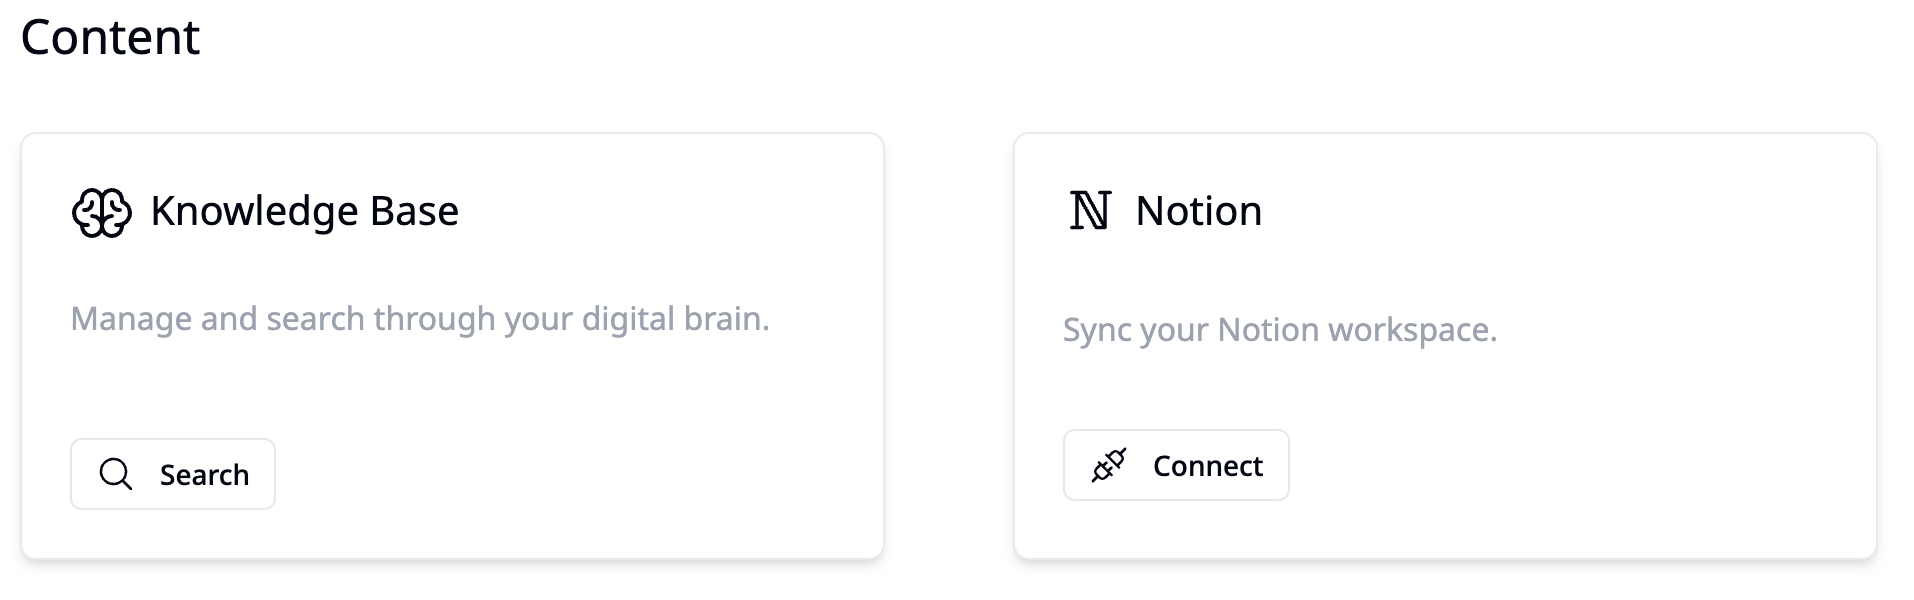 Content
Knowledge Base
Manage and search through your digital brain.
Search
Notion
Sync your Notion workspace.
Connect